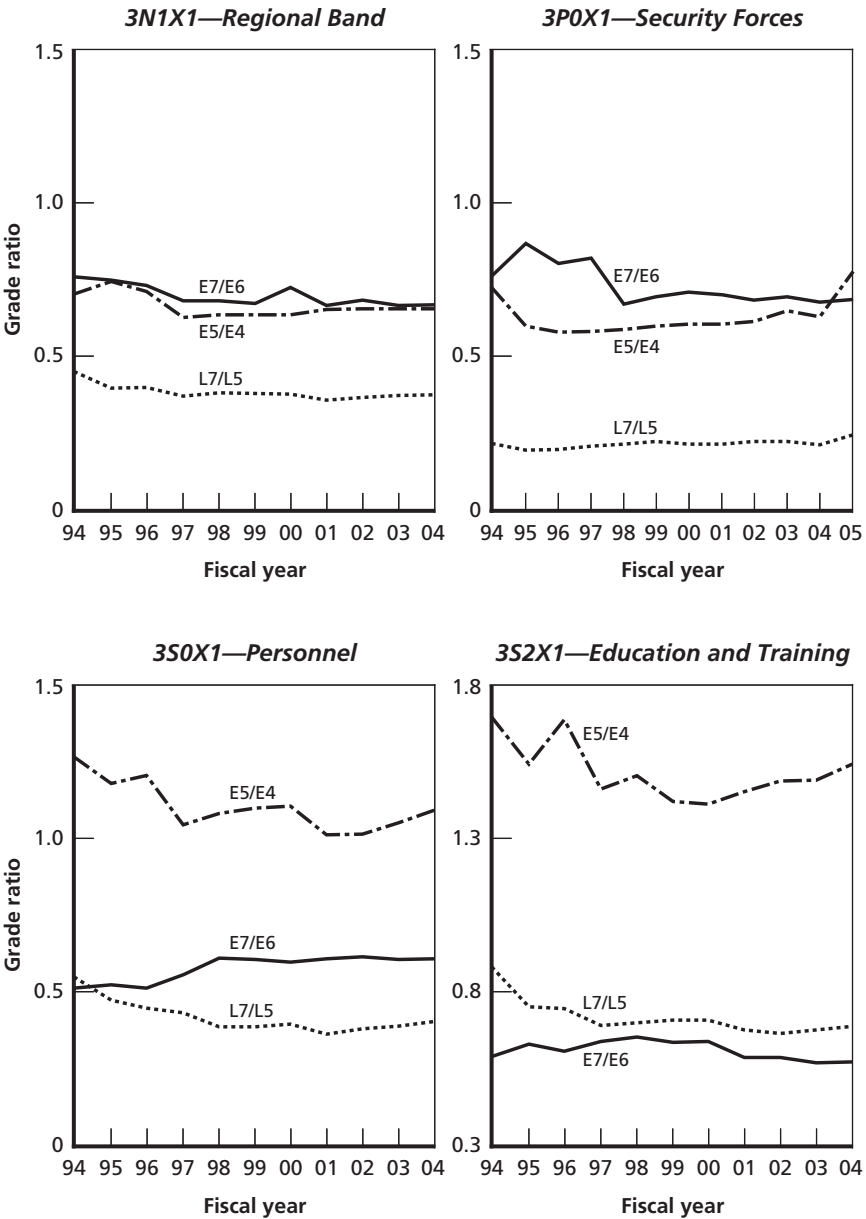 3N1X1—Regional Band
1.5
1.0
0.5
0
Grade ratio
E7/E6
E5/E4
L7/L5
94 95 96 97 98 99 00 01 02 03 04
Fiscal year
3P0X1—Security Forces
1.5
1.0
0.5
0
E7/E6
E5/E4
L7/L5
94 95 96 97 98 99 00 01 02 03 04 05
Fiscal year
3S0X1—Personnel
1.5
1.0
0.5
0
Grade ratio
E5/E4
E7/E6
L7/L5
94 95 96 97 98 99 00 01 02 03 04
Fiscal year
3S2X1—Education and Training
1.8
1.3
0.8
0.3
E5/E4
L7/L5
E7/E6
94 95 96 97 98 99 00 01 02 03 04
Fiscal year